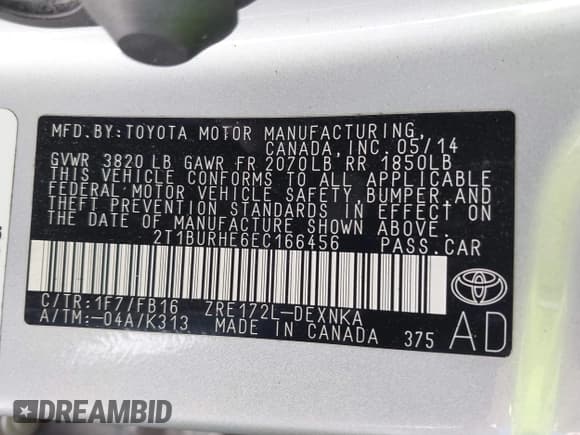 MFD.BY:TOYOTA MOTOR MANUFACTURING,
CANADA, INC. 05/14
GVWR 3820 LB GAWR FR 2070LB RR 1850LB
THIS VEHICLE CONFORMS TO ALL APPLICABLE
FEDERAL MOTOR VEHICLE SAFETY, BUMPER, AND
THEFT PREVENTION STANDARDS IN EFFECT ON
THE DATE OF MANUFACTURE SHOWN ABOVE.
2T1BURHE6EC166456 PASS.CAR
C/TR:1F7/FB16 ZRE172L-DEXNKA
A/TM:-04A/K313 MADE IN CANADA 375
AD
DREAMBID